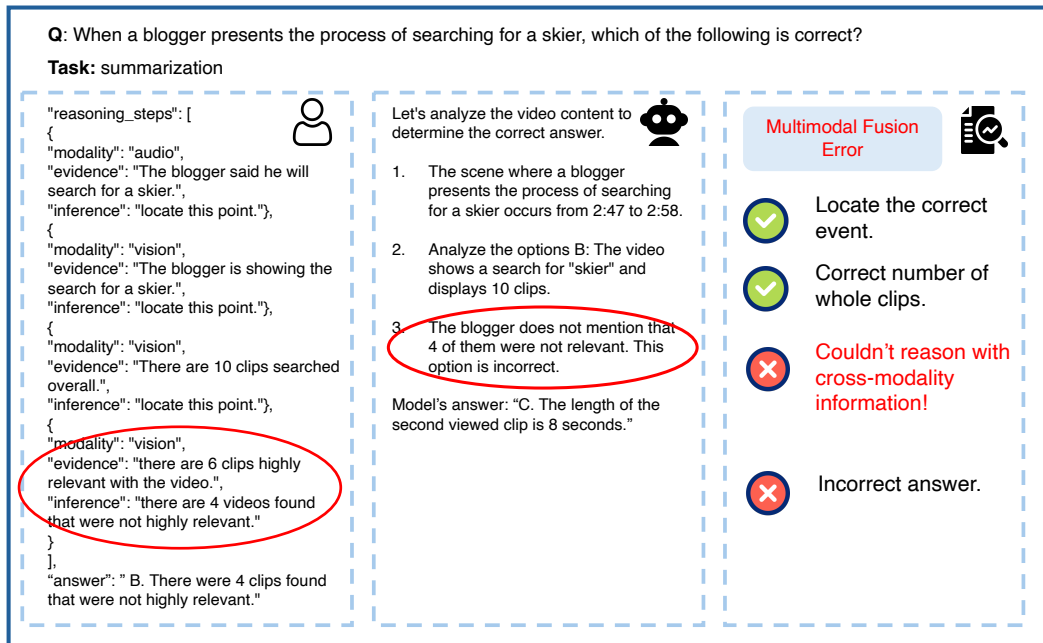 Q: When a blogger presents the process of searching for a skier, which of the following is correct?
Task: summarization
"reasoning_steps": [
{
"modality": "audio",
"evidence": "The blogger said he will
search for a skier.",
"inference": "locate this point."},
{
"modality": "vision",
"evidence": "The blogger is showing the
search for a skier.",
"inference": "locate this point."},
{
"modality": "vision",
"evidence": "There are 10 clips searched
overall.",
"inference": "locate this point."},
{
"modality": "vision",
"evidence": "there are 6 clips highly
relevant with the video.",
"inference": "there are 4 videos found
that were not highly relevant."
}
],
“answer”: ” B. There were 4 clips found
that were not highly relevant."
Let's analyze the video content to
determine the correct answer.
1. The scene where a blogger
presents the process of searching
for a skier occurs from 2:47 to 2:58.
2. Analyze the options B: The video
shows a search for "skier" and
displays 10 clips.
3. The blogger does not mention that
4 of them were not relevant. This
option is incorrect.
Model's answer: “C. The length of the
second viewed clip is 8 seconds.”
Multimodal Fusion
Error
Locate the correct
event.
Correct number of
whole clips.
Couldn’t reason with
cross-modality
information!
Incorrect answer.